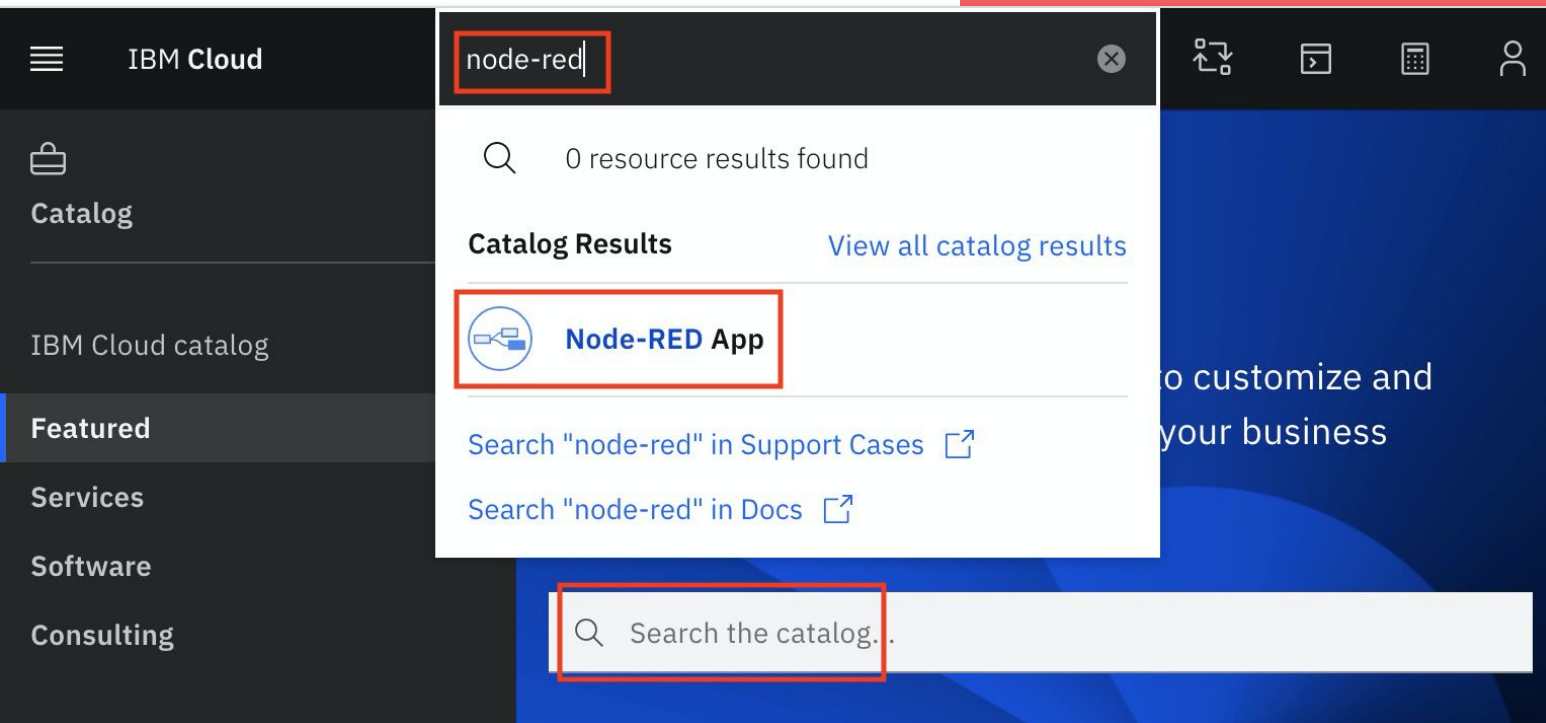 IBM Cloud
node-red
0 resource results found
Catalog
Catalog Results
View all catalog results
IBM Cloud catalog
Node-RED App
to customize and
Featured
your business
Search "node-red" in Support Cases
Services
Search "node-red" in Docs
Software
Consulting
Search the catalog...